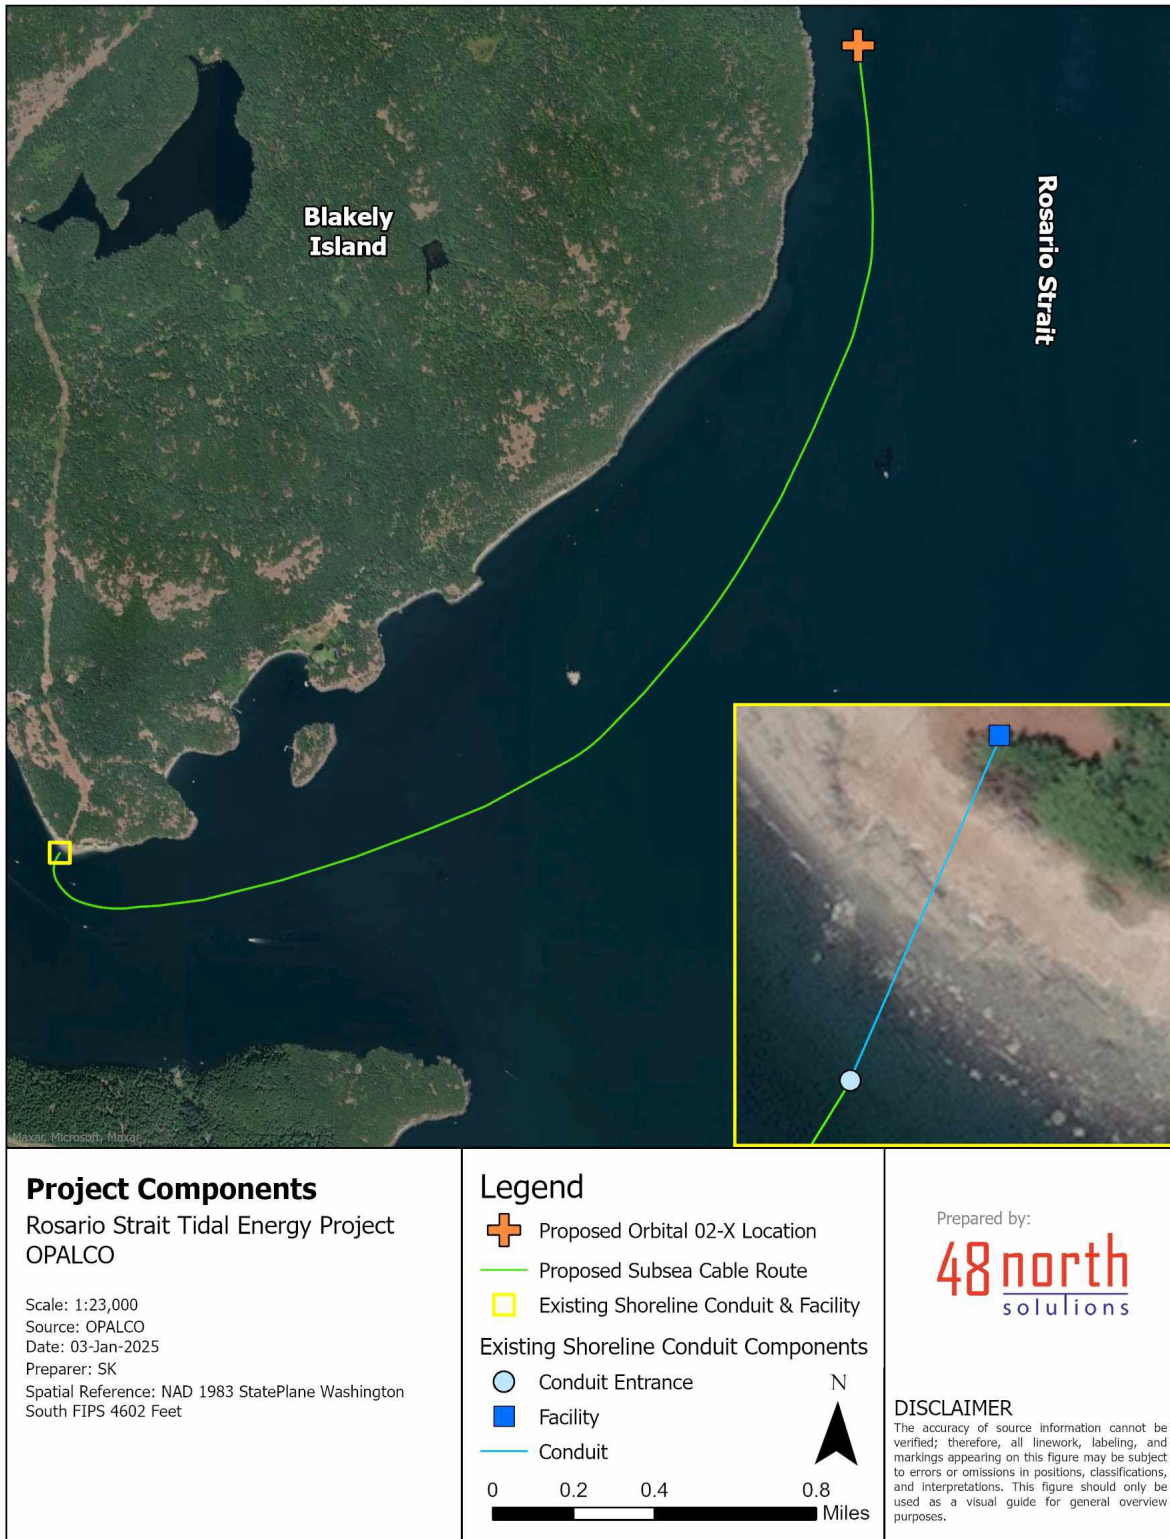 Blakely
Island
Rosario Strait
Maxar, Microsoft, Maxar
Project Components
Rosario Strait Tidal Energy Project
OPALCO
Scale: 1:23,000
Source: OPALCO
Date: 03-Jan-2025
Preparer: SK
Spatial Reference: NAD 1983 StatePlane Washington
South FIPS 4602 Feet
Legend
Proposed Orbital 02-X Location
Proposed Subsea Cable Route
Existing Shoreline Conduit & Facility
Existing Shoreline Conduit Components
Conduit Entrance
Facility
Conduit
N
0 0.2 0.4 0.8
Miles
Prepared by:
48 north
solutions
DISCLAIMER
The accuracy of source information cannot be
verified; therefore, all linework, labeling, and
markings appearing on this figure may be subject
to errors or omissions in positions, classifications,
and interpretations. This figure should only be
used as a visual guide for general overview
purposes.